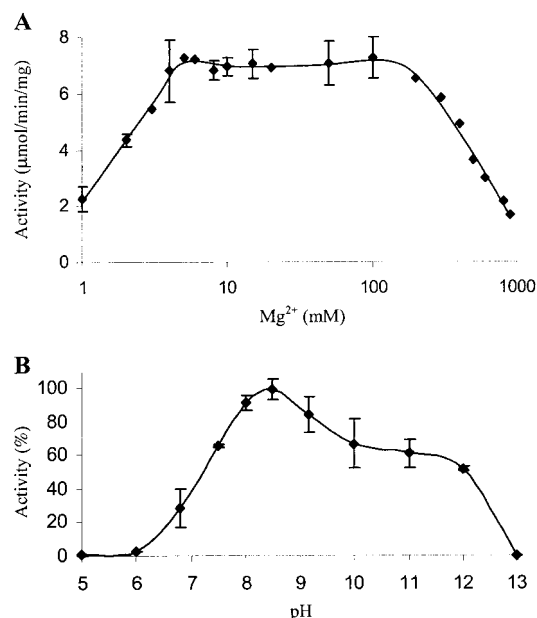 A
Activity (µmol/min/mg)
8
6
4
2
0
1 10 100 1000
Mg²⁺ (mM)
B
Activity (%)
100
80
60
40
20
0
5 6 7 8 9 10 11 12 13
pH